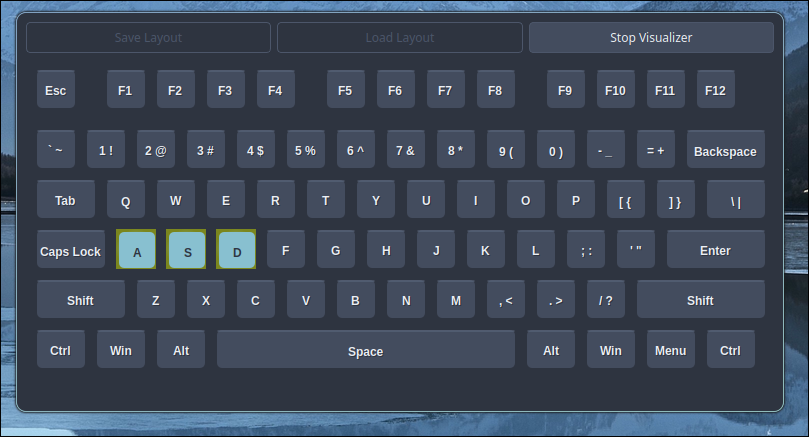 Save Layout Load Layout Stop Visualizer
Esc F1 F2 F3 F4 F5 F6 F7 F8 F9 F10 F11 F12
` ~ 1 ! 2 @ 3 # 4 $ 5 % 6 ^ 7 & 8 * 9 ( 0 ) - _ = + Backspace
Tab Q W E R T Y U I O P [ { ] } \ |
Caps Lock A S D F G H J K L ; : ' " Enter
Shift Z X C V B N M , < . > / ? Shift
Ctrl Win Alt Space Alt Win Menu Ctrl